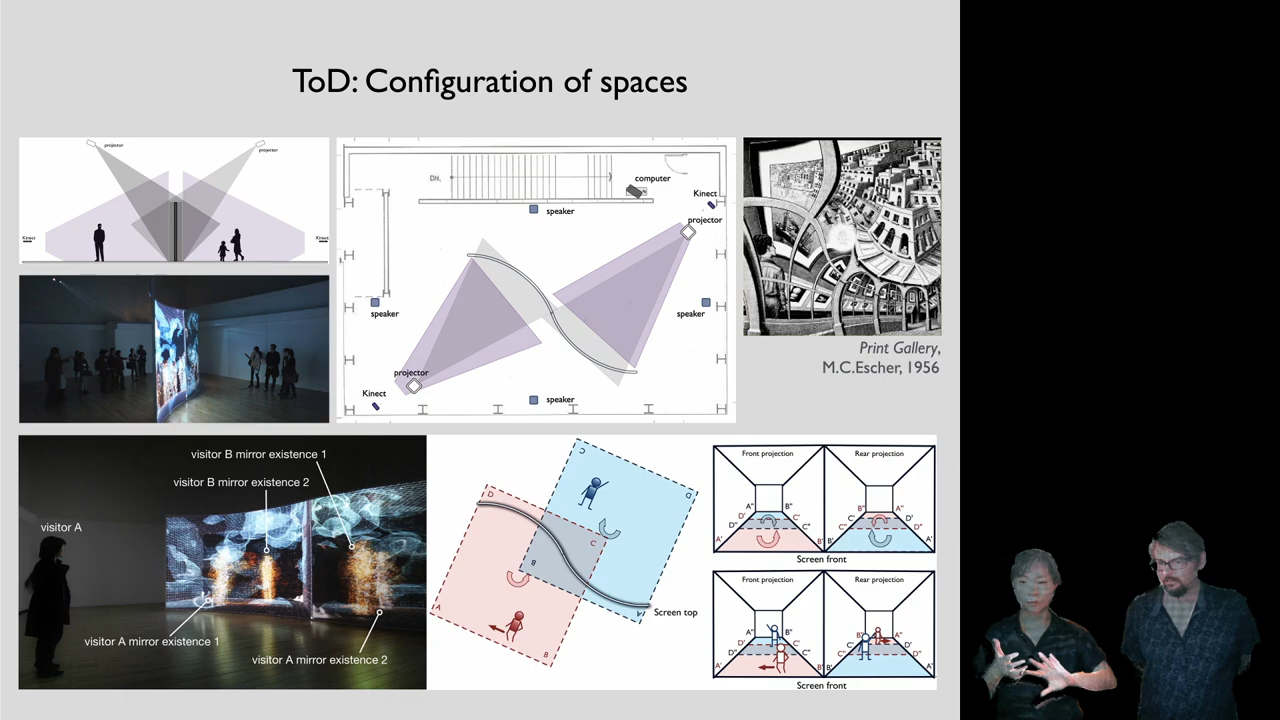 ToD: Configuration of spaces
projector
projector
Kinect
Kinect
DN.
computer
Kinect
projector
speaker
speaker
speaker
projector
Kinect
speaker
Print Gallery,
M.C.Escher, 1956
visitor B mirror existence 1
visitor B mirror existence 2
visitor A
visitor A mirror existence 1
visitor A mirror existence 2
C
D
D
C
B
A
A
B
Screen top
Front projection
Rear projection
A" B" B" A"
D' C' C' D'
D" C" C" D"
A' B' B' A'
Screen front
Front projection
Rear projection
A" B" B" A"
D' C' C' D'
D" C" C" D"
A' B' B' A'
Screen front